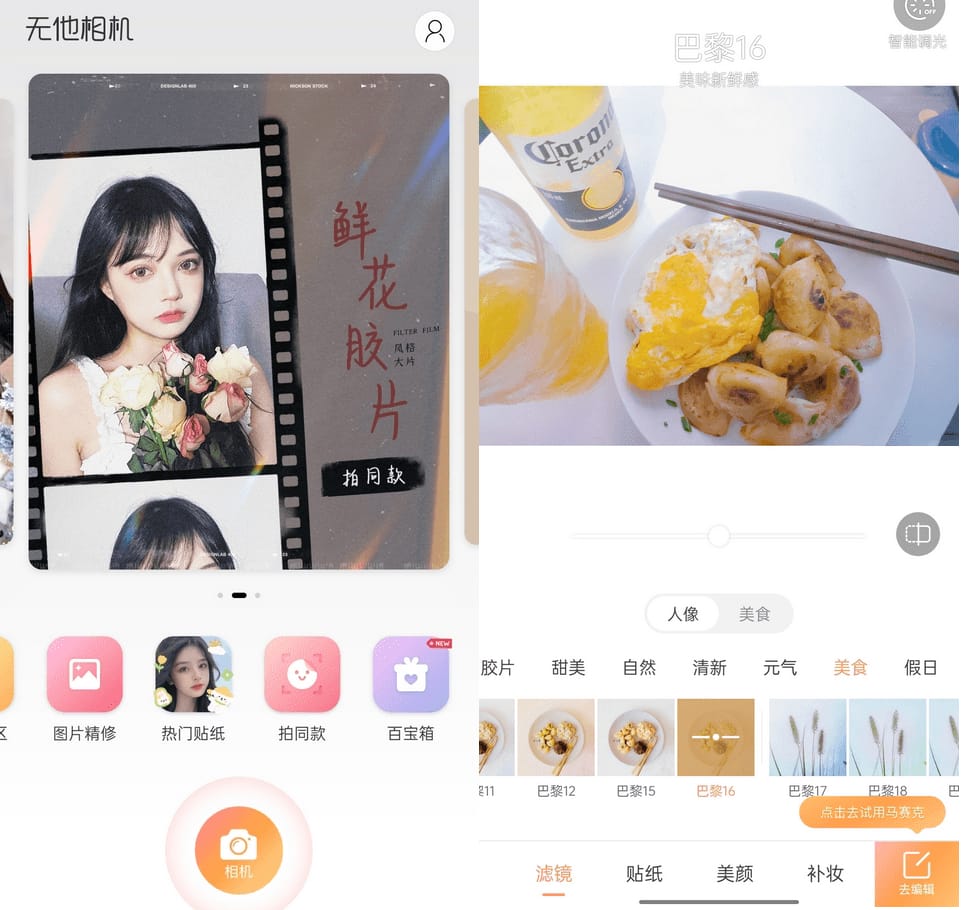 无他相机
DESIGNLAB 400
23
RICKSON STOCK
24
鲜花胶片
FILTER FILM
风格
大片
拍同款
NEW
图片精修
热门贴纸
拍同款
百宝箱
相机
OFF
智能调光
巴黎16
美味新鲜感
Corona
Extra
人像
美食
胶片
甜美
自然
清新
元气
美食
假日
巴黎12
巴黎15
巴黎16
巴黎17
巴黎18
点击去试用马赛克
滤镜
贴纸
美颜
补妆
去编辑